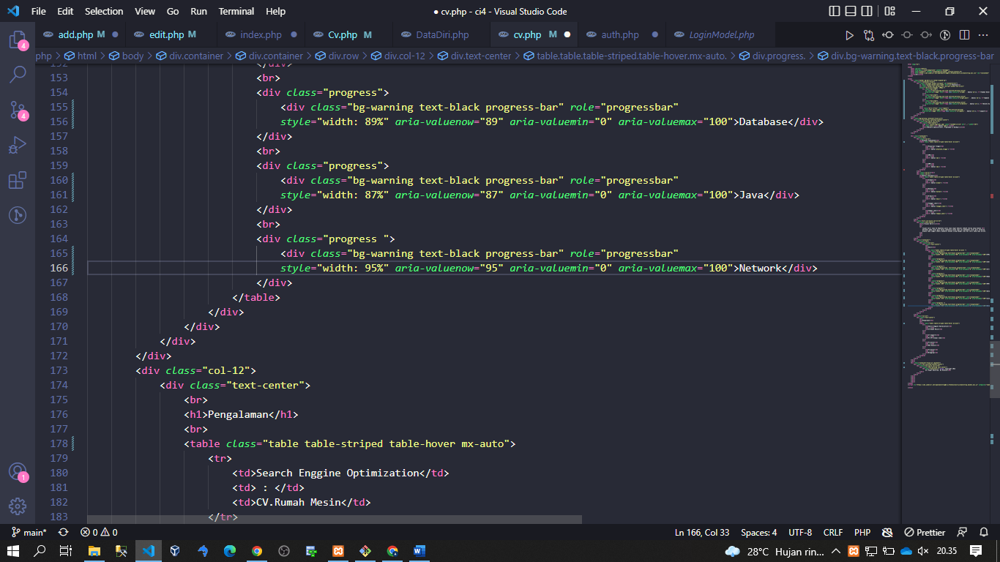 File Edit Selection View Go Run Terminal Help
● cv.php - ci4 - Visual Studio Code
add.php M ● edit.php M index.php ● Cv.php M DataDiri.php cv.php M ● auth.php ● LoginModel.php
php > html > body > div.container > div.container > div.row > div.col-12 > div.text-center > table.table.table-striped.table-hover.mx-auto. > div.progress. > div.bg-warning.text-black.progress-bar
152 </div>
153 <br>
154 <div class="progress">
155 <div class="bg-warning text-black progress-bar" role="progressbar"
156 style="width: 89%" aria-valuenow="89" aria-valuemin="0" aria-valuemax="100">Database</div>
157 </div>
158 <br>
159 <div class="progress">
160 <div class="bg-warning text-black progress-bar" role="progressbar"
161 style="width: 87%" aria-valuenow="87" aria-valuemin="0" aria-valuemax="100">Java</div>
162 </div>
163 <br>
164 <div class="progress ">
165 <div class="bg-warning text-black progress-bar" role="progressbar"
166 style="width: 95%" aria-valuenow="95" aria-valuemin="0" aria-valuemax="100">Network</div>
167 </div>
168 </table>
169 </div>
170 </div>
171 </div>
172 </div>
173 <div class="col-12">
174 <div class="text-center">
175 <br>
176 <h1>Pengalaman</h1>
177 <br>
178 <table class="table table-striped table-hover mx-auto">
179 <tr>
180 <td>Search Enggine Optimization</td>
181 <td> : </td>
182 <td>CV.Rumah Mesin</td>
183 </tr>
4
4
1
main* 0 0 Ln 166, Col 33 Spaces: 4 UTF-8 CRLF PHP Prettier
28°C Hujan rin... 20.35